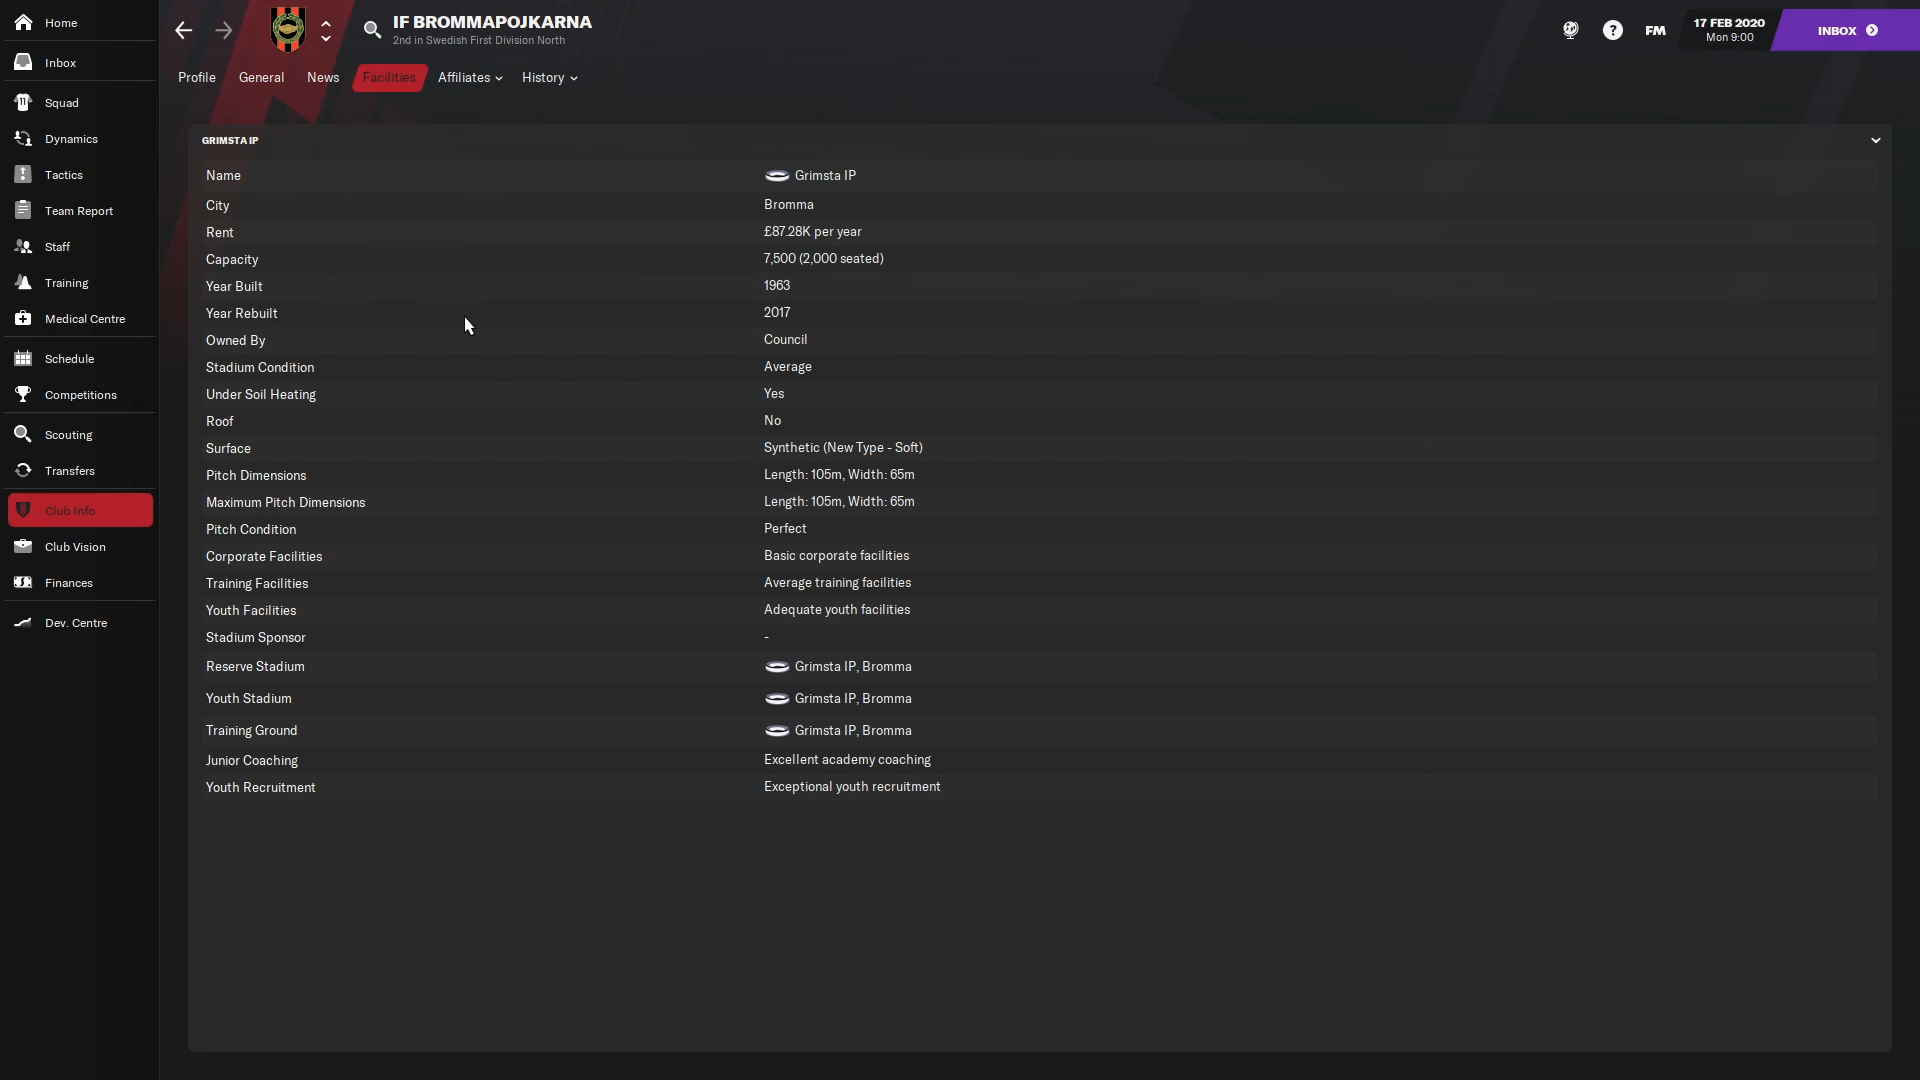 Home
Inbox
Squad
Dynamics
Tactics
Team Report
Staff
Training
Medical Centre
Schedule
Competitions
Scouting
Transfers
Club Info
Club Vision
Finances
Dev. Centre
IF BROMMAPOJKARNA
2nd in Swedish First Division North
FM
17 FEB 2020
Mon 9:00
INBOX
Profile General News Facilities Affiliates History
GRIMSTA IP
Name Grimsta IP
City Bromma
Rent £87.28K per year
Capacity 7,500 (2,000 seated)
Year Built 1963
Year Rebuilt 2017
Owned By Council
Stadium Condition Average
Under Soil Heating Yes
Roof No
Surface Synthetic (New Type - Soft)
Pitch Dimensions Length: 105m, Width: 65m
Maximum Pitch Dimensions Length: 105m, Width: 65m
Pitch Condition Perfect
Corporate Facilities Basic corporate facilities
Training Facilities Average training facilities
Youth Facilities Adequate youth facilities
Stadium Sponsor -
Reserve Stadium Grimsta IP, Bromma
Youth Stadium Grimsta IP, Bromma
Training Ground Grimsta IP, Bromma
Junior Coaching Excellent academy coaching
Youth Recruitment Exceptional youth recruitment